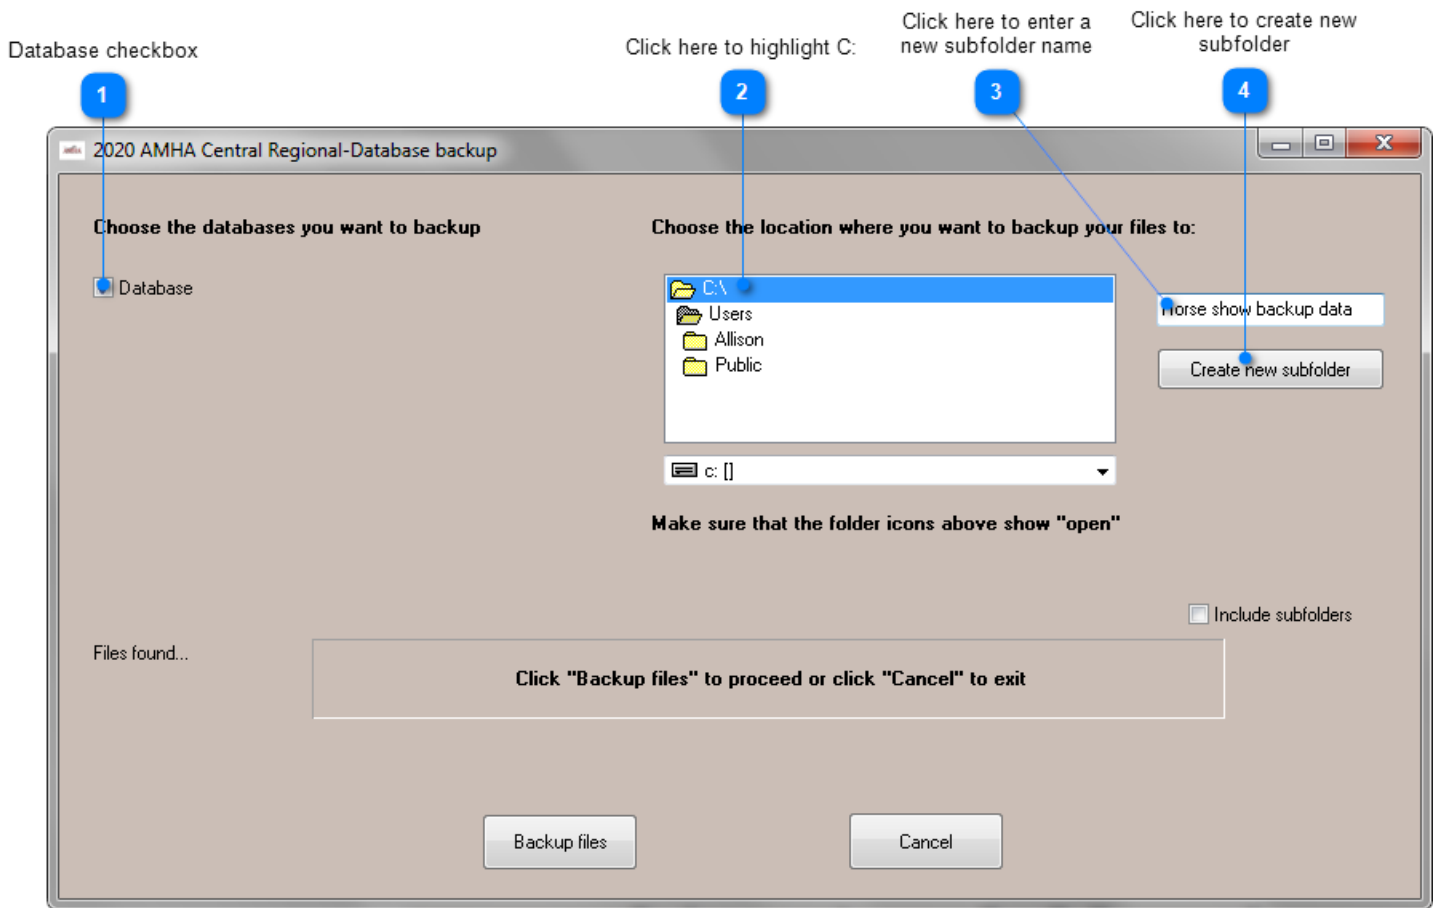 Database checkbox
Click here to highlight C:
Click here to enter a
new subfolder name
Click here to create new
subfolder
1
2
3
4
2020 AMHA Central Regional-Database backup
Choose the databases you want to backup
Choose the location where you want to backup your files to:
Database
C:\
Users
Allison
Public
Horse show backup data
Create new subfolder
c: []
Make sure that the folder icons above show "open"
Include subfolders
Files found...
Click "Backup files" to proceed or click "Cancel" to exit
Backup files
Cancel